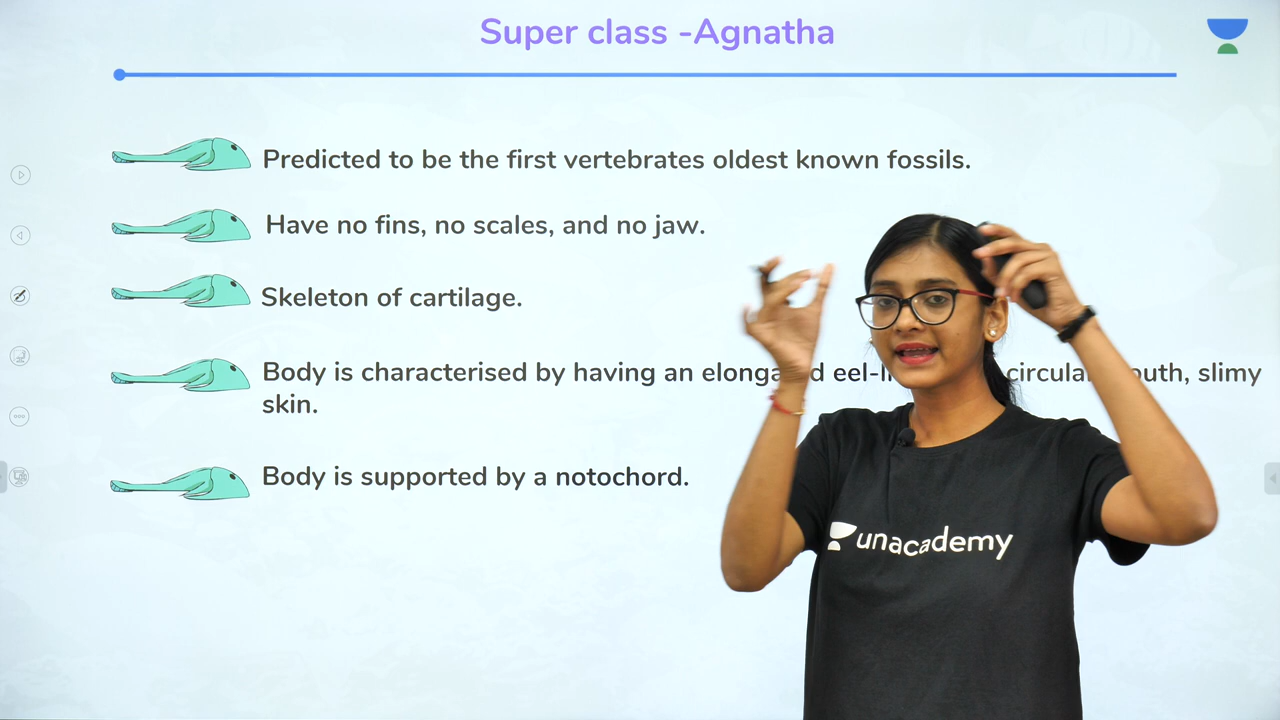 Super class -Agnatha
Predicted to be the first vertebrates oldest known fossils.
Have no fins, no scales, and no jaw.
Skeleton of cartilage.
Body is characterised by having an slimy
skin.
Body is supported by a notochord.
unacademy